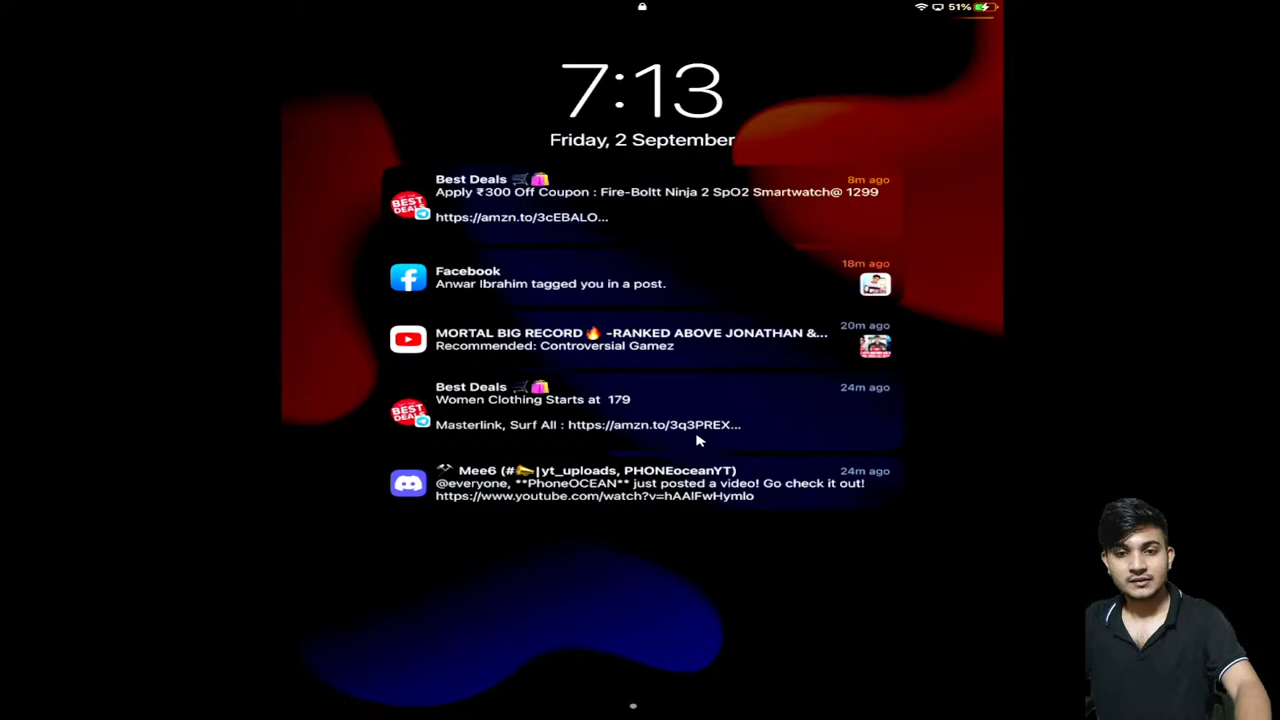 51%
7:13
Friday, 2 September
Best Deals 🛒🛍️
8m ago
Apply ₹300 Off Coupon : Fire-Boltt Ninja 2 SpO2 Smartwatch@ 1299
https://amzn.to/3cEBALO...
BEST DEALS
18m ago
Facebook
Anwar Ibrahim tagged you in a post.
20m ago
MORTAL BIG RECORD 🔥 -RANKED ABOVE JONATHAN &...
Recommended: Controversial Gamez
Best Deals 🛒🛍️
24m ago
Women Clothing Starts at 179
BEST DEALS
Masterlink, Surf All : https://amzn.to/3q3PREX...
⚒ Mee6 (#📣|yt_uploads, PHONEoceanYT)
24m ago
@everyone, **PhoneOCEAN** just posted a video! Go check it out!
https://www.youtube.com/watch?v=hAAlFwHymlo